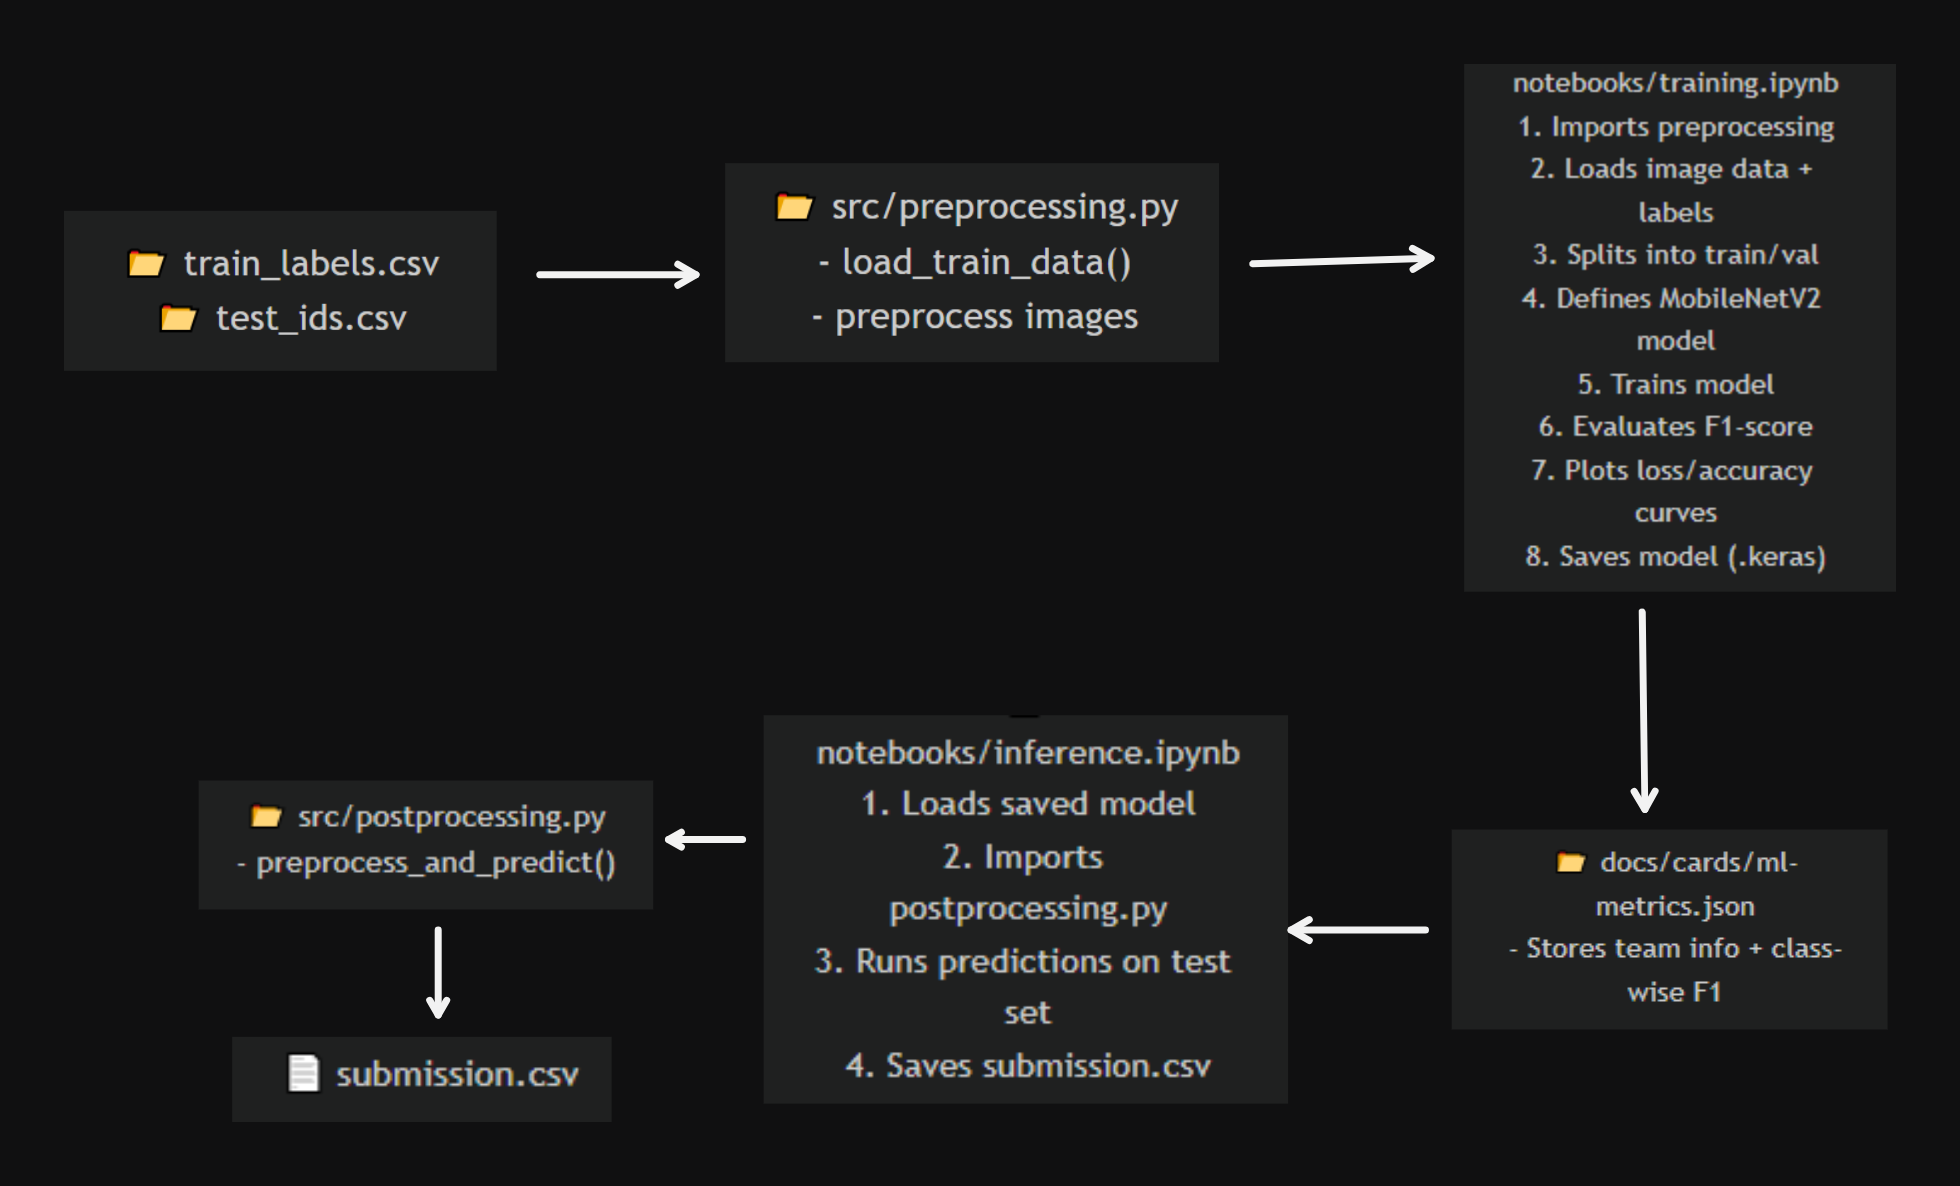 train_labels.csv
test_ids.csv
src/preprocessing.py
- load_train_data()
- preprocess images
notebooks/training.ipynb
1. Imports preprocessing
2. Loads image data +
labels
3. Splits into train/val
4. Defines MobileNetV2
model
5. Trains model
6. Evaluates F1-score
7. Plots loss/accuracy
curves
8. Saves model (.keras)
docs/cards/ml-
metrics.json
- Stores team info + class-
wise F1
notebooks/inference.ipynb
1. Loads saved model
2. Imports
postprocessing.py
3. Runs predictions on test
set
4. Saves submission.csv
src/postprocessing.py
- preprocess_and_predict()
submission.csv